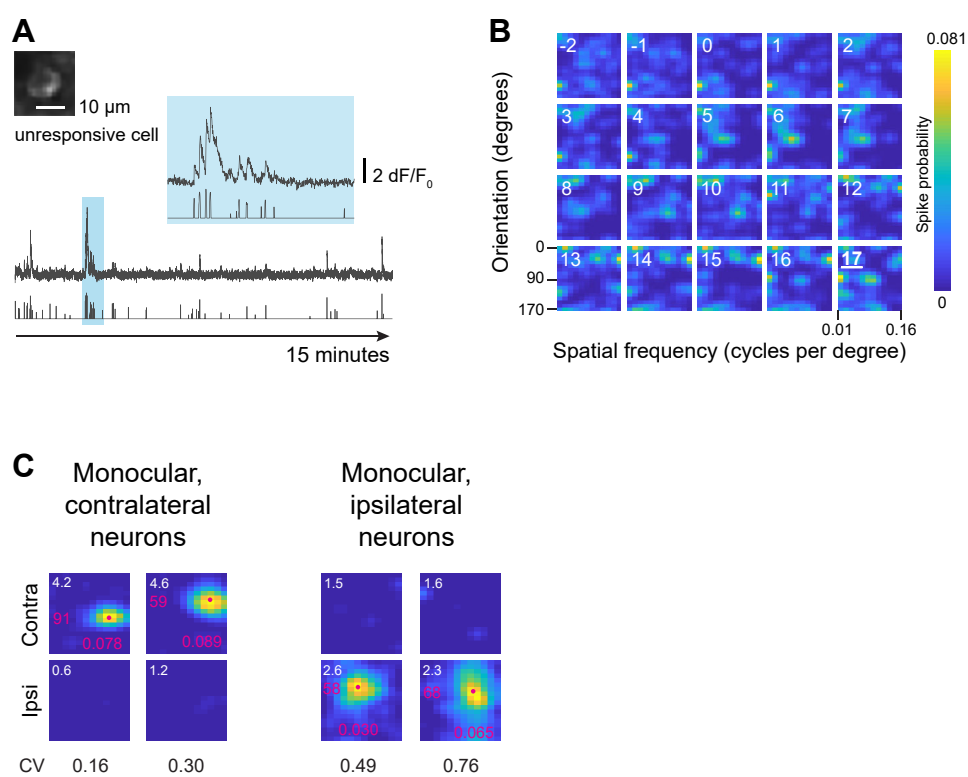 A
10 µm
unresponsive cell
2 dF/F0
15 minutes
B
Orientation (degrees)
-2 -1 0 1 2
3 4 5 6 7
8 9 10 11 12
13 14 15 16 17
0
90
170
0.01 0.16
Spatial frequency (cycles per degree)
0.081
Spike probability
0
C
Monocular,
contralateral
neurons
Monocular,
ipsilateral
neurons
Contra
4.2
91
0.078
4.6
59
0.089
1.5
1.6
Ipsi
0.6
1.2
2.6
58
0.030
2.3
68
0.065
CV 0.16 0.30 0.49 0.76